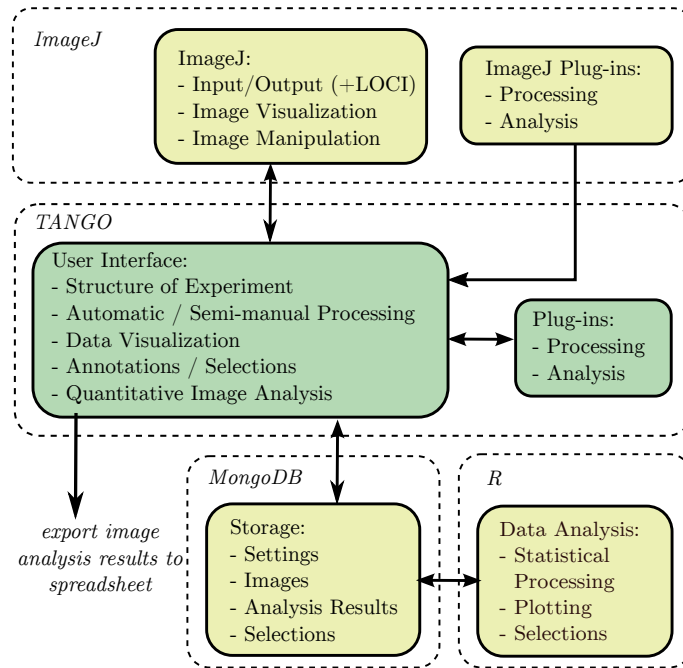 ImageJ
ImageJ:
- Input/Output (+LOCI)
- Image Visualization
- Image Manipulation
ImageJ Plug-ins:
- Processing
- Analysis
TANGO
User Interface:
- Structure of Experiment
- Automatic / Semi-manual Processing
- Data Visualization
- Annotations / Selections
- Quantitative Image Analysis
Plug-ins:
- Processing
- Analysis
export image
analysis results to
spreadsheet
MongoDB
Storage:
- Settings
- Images
- Analysis Results
- Selections
R
Data Analysis:
- Statistical
Processing
- Plotting
- Selections